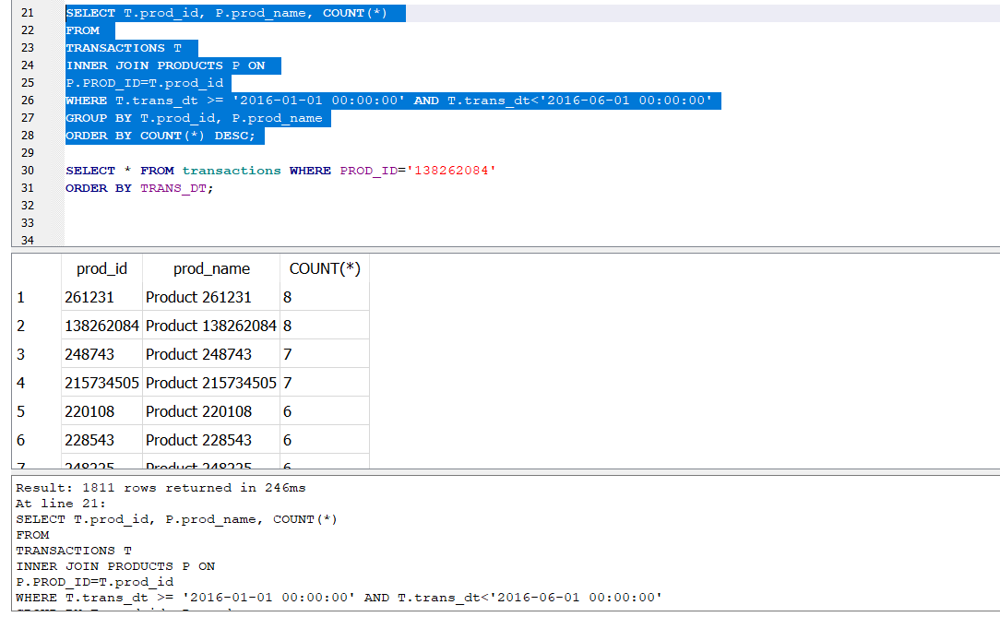 21 SELECT T.prod_id, P.prod_name, COUNT(*)
22 FROM
23 TRANSACTIONS T
24 INNER JOIN PRODUCTS P ON
25 P.PROD_ID=T.prod_id
26 WHERE T.trans_dt >= '2016-01-01 00:00:00' AND T.trans_dt<'2016-06-01 00:00:00'
27 GROUP BY T.prod_id, P.prod_name
28 ORDER BY COUNT(*) DESC;
29
30 SELECT * FROM transactions WHERE PROD_ID='138262084'
31 ORDER BY TRANS_DT;
32
33
34
prod_id prod_name COUNT(*)
1 261231 Product 261231 8
2 138262084 Product 138262084 8
3 248743 Product 248743 7
4 215734505 Product 215734505 7
5 220108 Product 220108 6
6 228543 Product 228543 6
7 248225 Product 248225 6
Result: 1811 rows returned in 246ms
At line 21:
SELECT T.prod_id, P.prod_name, COUNT(*)
FROM
TRANSACTIONS T
INNER JOIN PRODUCTS P ON
P.PROD_ID=T.prod_id
WHERE T.trans_dt >= '2016-01-01 00:00:00' AND T.trans_dt<'2016-06-01 00:00:00'